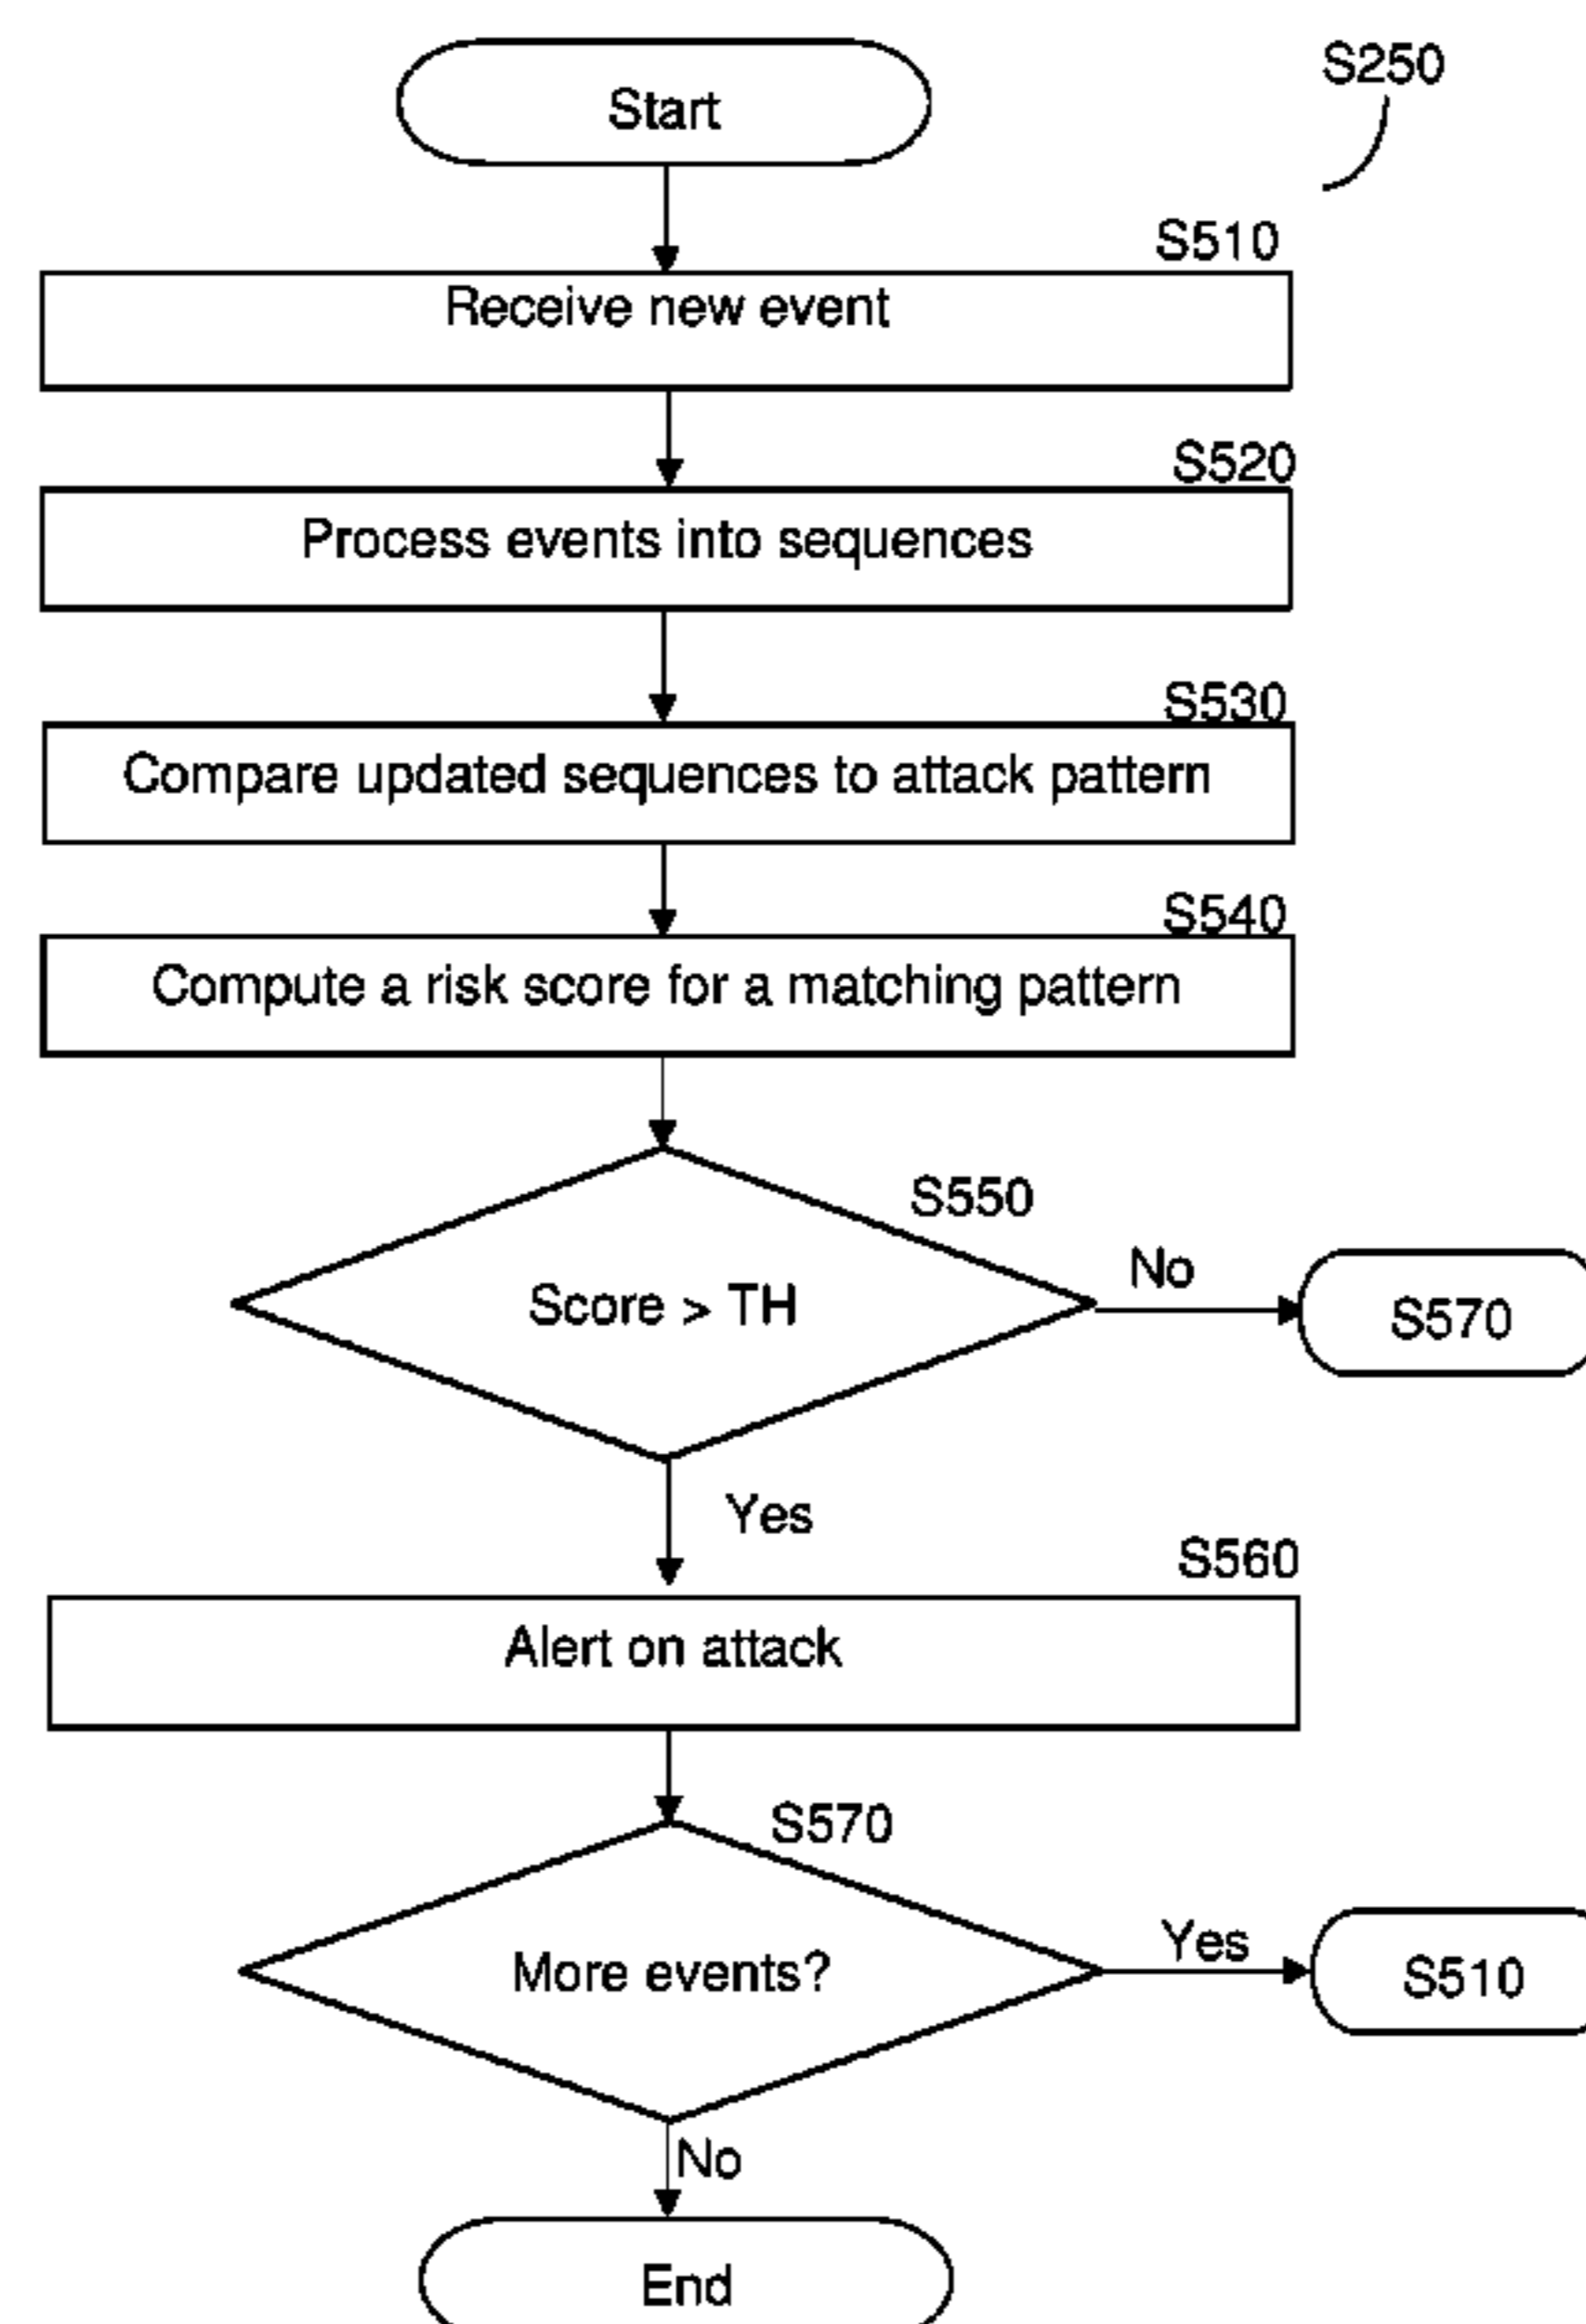 Start
S250
S510
Receive new event
S520
Process events into sequences
S530
Compare updated sequences to attack pattern
S540
Compute a risk score for a matching pattern
S550
Score > TH
No
S570
Yes
S560
Alert on attack
S570
More events?
Yes
S510
No
End